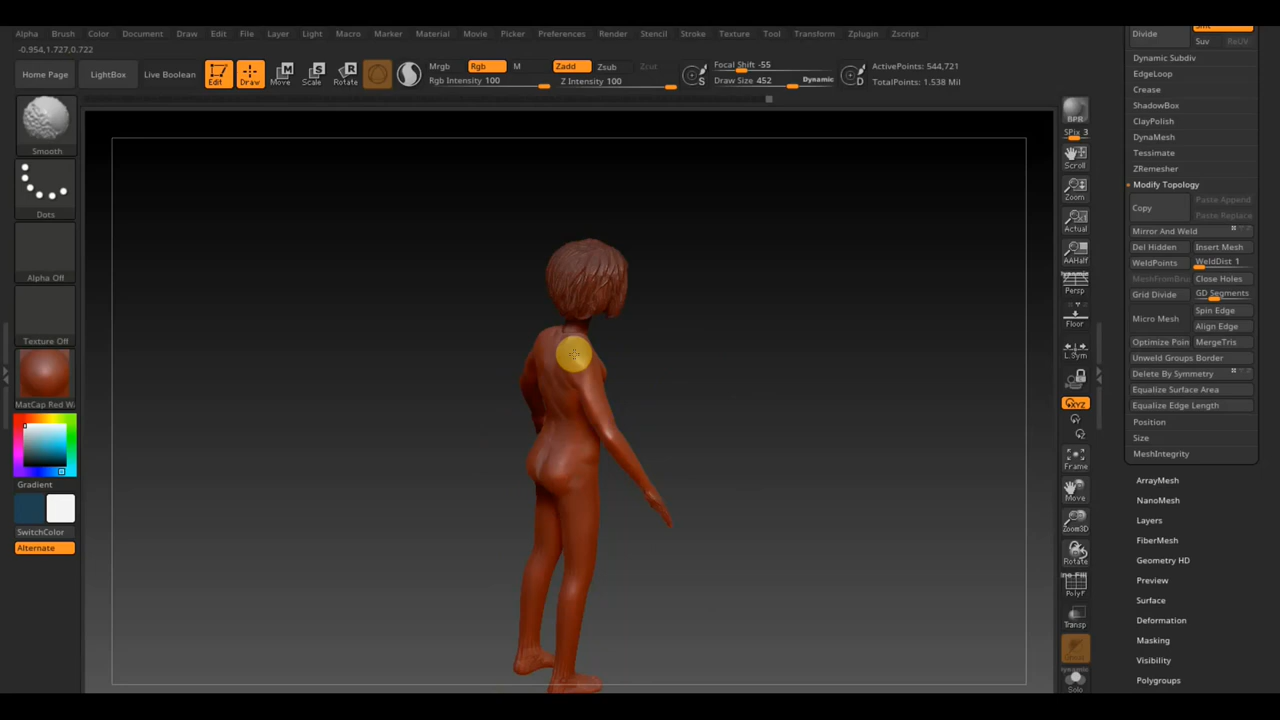 Alpha Brush Color Document Draw Edit File Layer Light Macro Marker Material Movie Picker Preferences Render Stencil Stroke Texture Tool Transform Zplugin Zscript
-0.954,1.727,0.722
Home Page
LightBox
Live Boolean
Edit
Draw
Move
Scale
Rotate
Mrgb
Rgb
M
Rgb Intensity 100
Zadd
Zsub
Zcut
Z Intensity 100
S
Focal Shift -55
Draw Size 452
Dynamic
D
ActivePoints: 544,721
TotalPoints: 1.538 Mil
Smooth
Dots
Alpha Off
Texture Off
MatCap Red W
Gradient
SwitchColor
Alternate
BPR
SPix 3
Scroll
Zoom
Actual
AAHalf
Persp
Floor
L.Sym
XYZ
Frame
Move
Zoom3D
Rotate
PolyF
Transp
Solo
Divide
Suv
ReUV
Dynamic Subdiv
EdgeLoop
Crease
ShadowBox
ClayPolish
DynaMesh
Tessimate
ZRemesher
Modify Topology
Copy
Paste Append
Paste Replace
Mirror And Weld
Del Hidden
Insert Mesh
WeldPoints
WeldDist 1
MeshFromBru
Close Holes
Grid Divide
GD Segments
Micro Mesh
Spin Edge
Align Edge
Optimize Poin
MergeTris
Unweld Groups Border
Delete By Symmetry
Equalize Surface Area
Equalize Edge Length
Position
Size
MeshIntegrity
ArrayMesh
NanoMesh
Layers
FiberMesh
Geometry HD
Preview
Surface
Deformation
Masking
Visibility
Polygroups